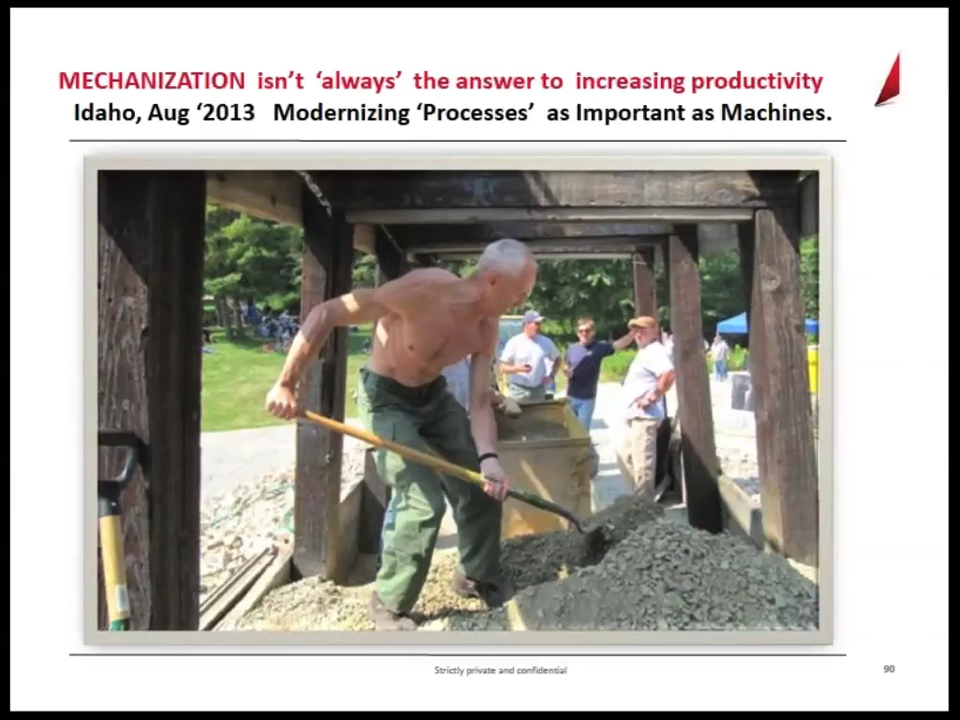 MECHANIZATION isn’t ‘always’ the answer to increasing productivity
Idaho, Aug ‘2013 Modernizing ‘Processes’ as Important as Machines.
Strictly private and confidential
90